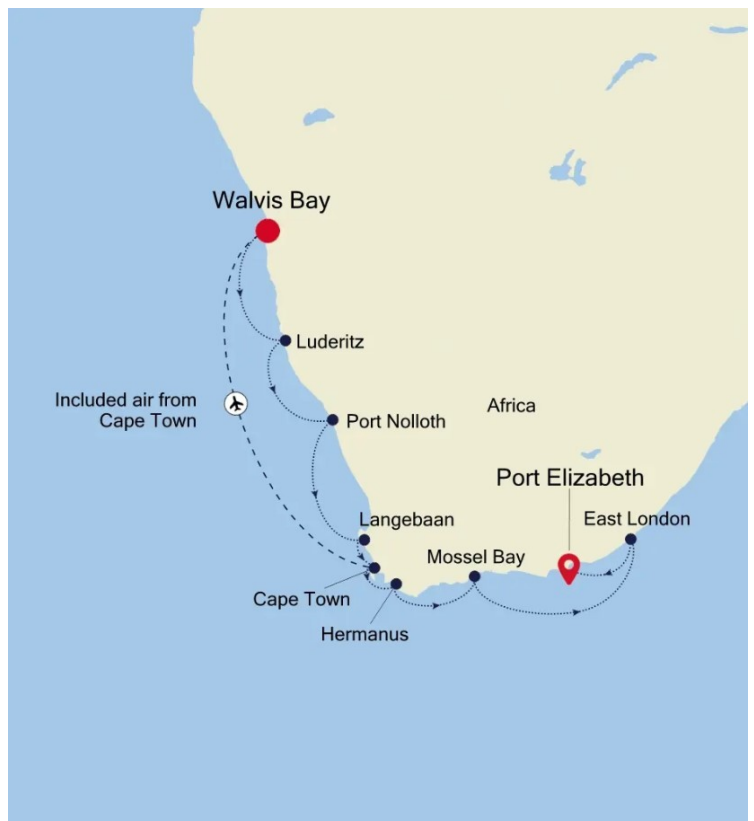 Walvis Bay
Luderitz
Included air from
Cape Town
Africa
Port Nolloth
Port Elizabeth
Langebaan
East London
Mossel Bay
Cape Town
Hermanus